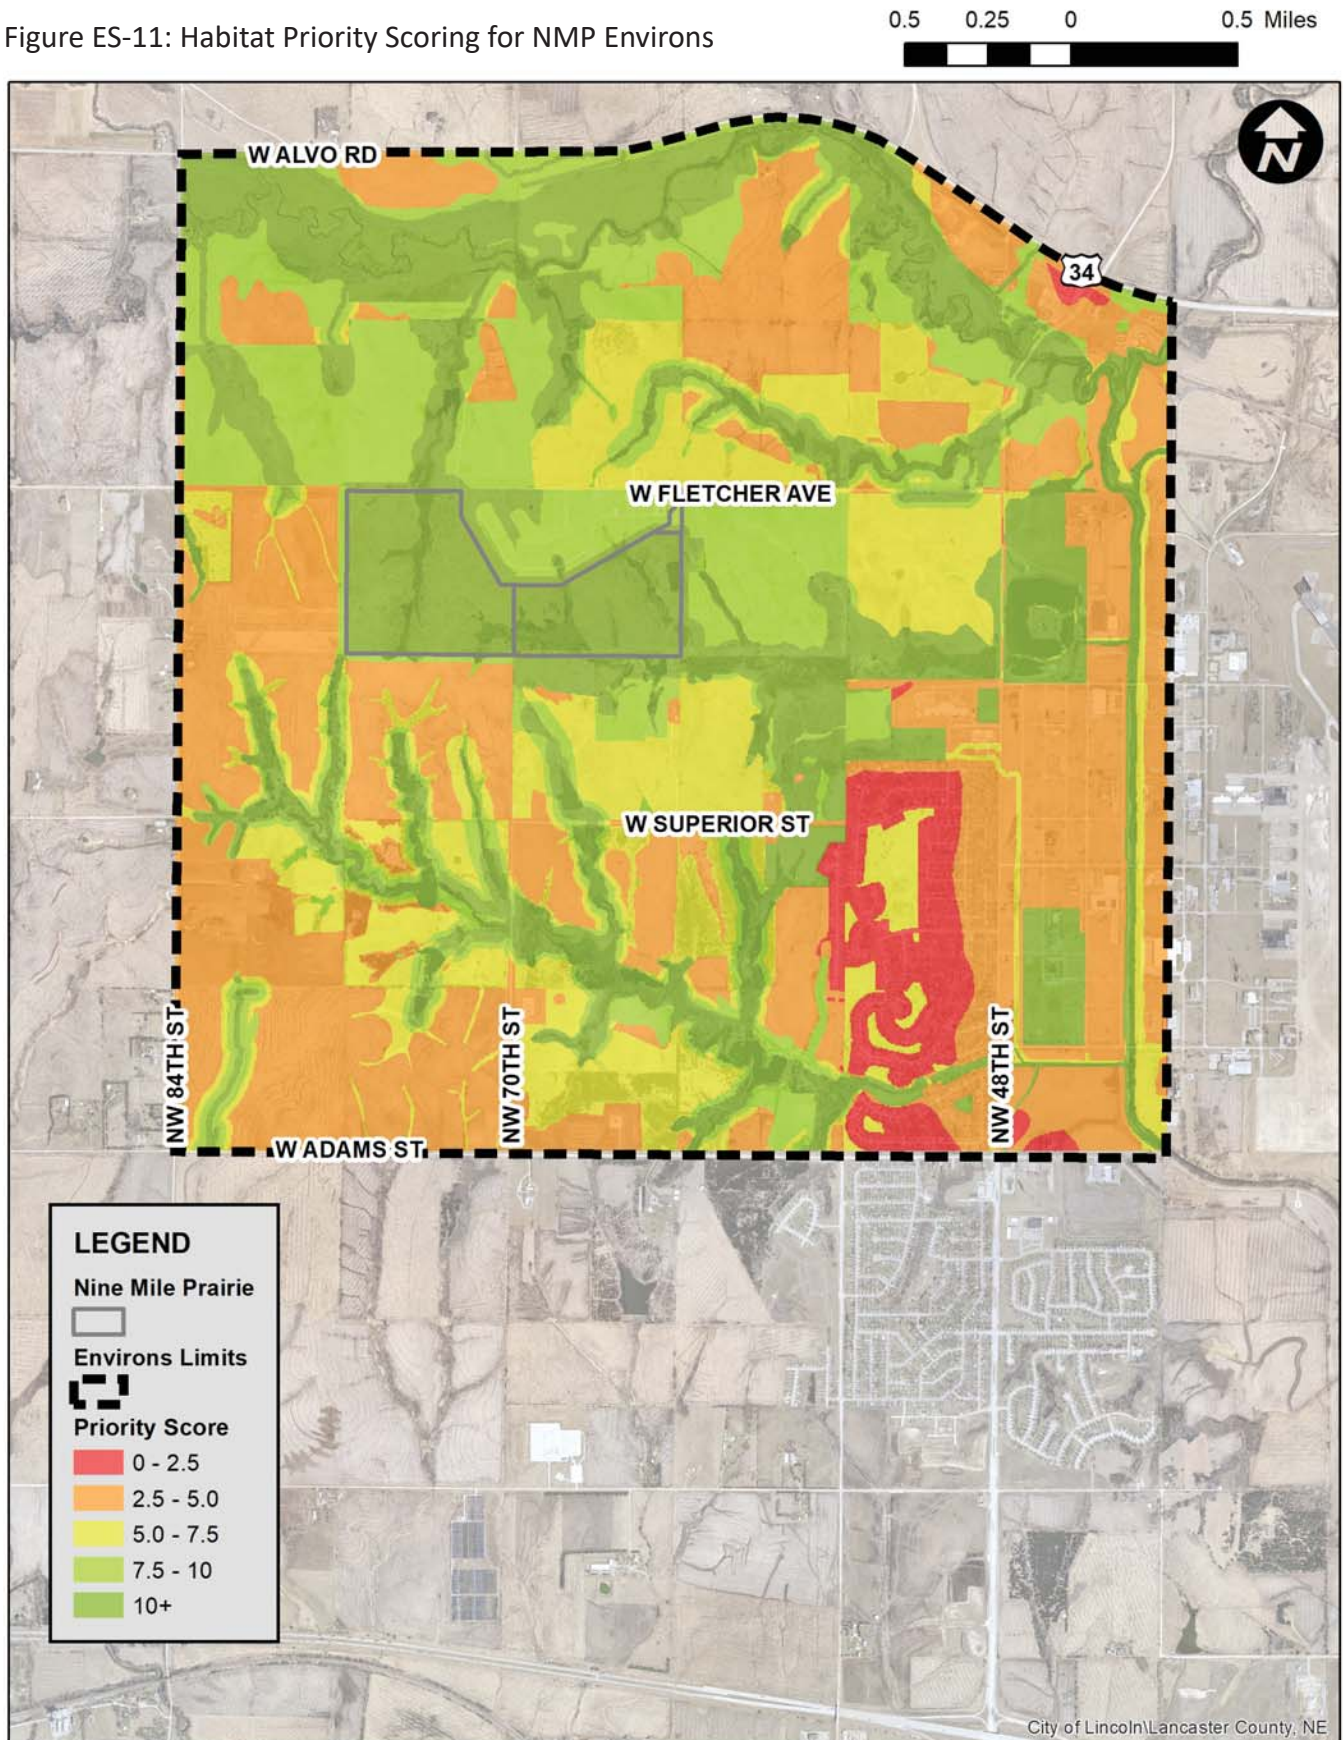 Figure ES-11: Habitat Priority Scoring for NMP Environs
0.5 0.25 0 0.5 Miles
N
W ALVO RD
34
W FLETCHER AVE
W SUPERIOR ST
NW 84TH ST
NW 70TH ST
NW 48TH ST
W ADAMS ST
LEGEND
Nine Mile Prairie
Environs Limits
Priority Score
0 - 2.5
2.5 - 5.0
5.0 - 7.5
7.5 - 10
10+
City of Lincoln\Lancaster County, NE